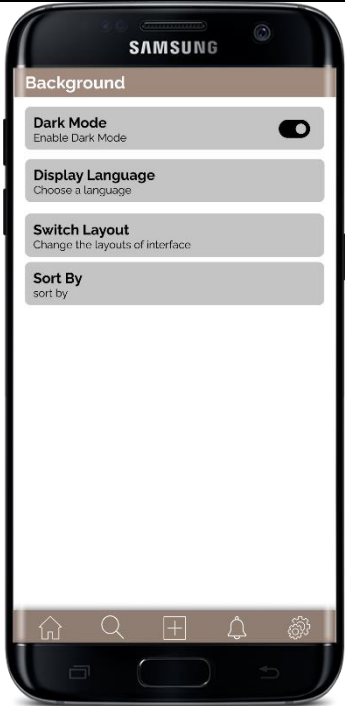 SAMSUNG
Background
Dark Mode
Enable Dark Mode
Display Language
Choose a language
Switch Layout
Change the layouts of interface
Sort By
sort by